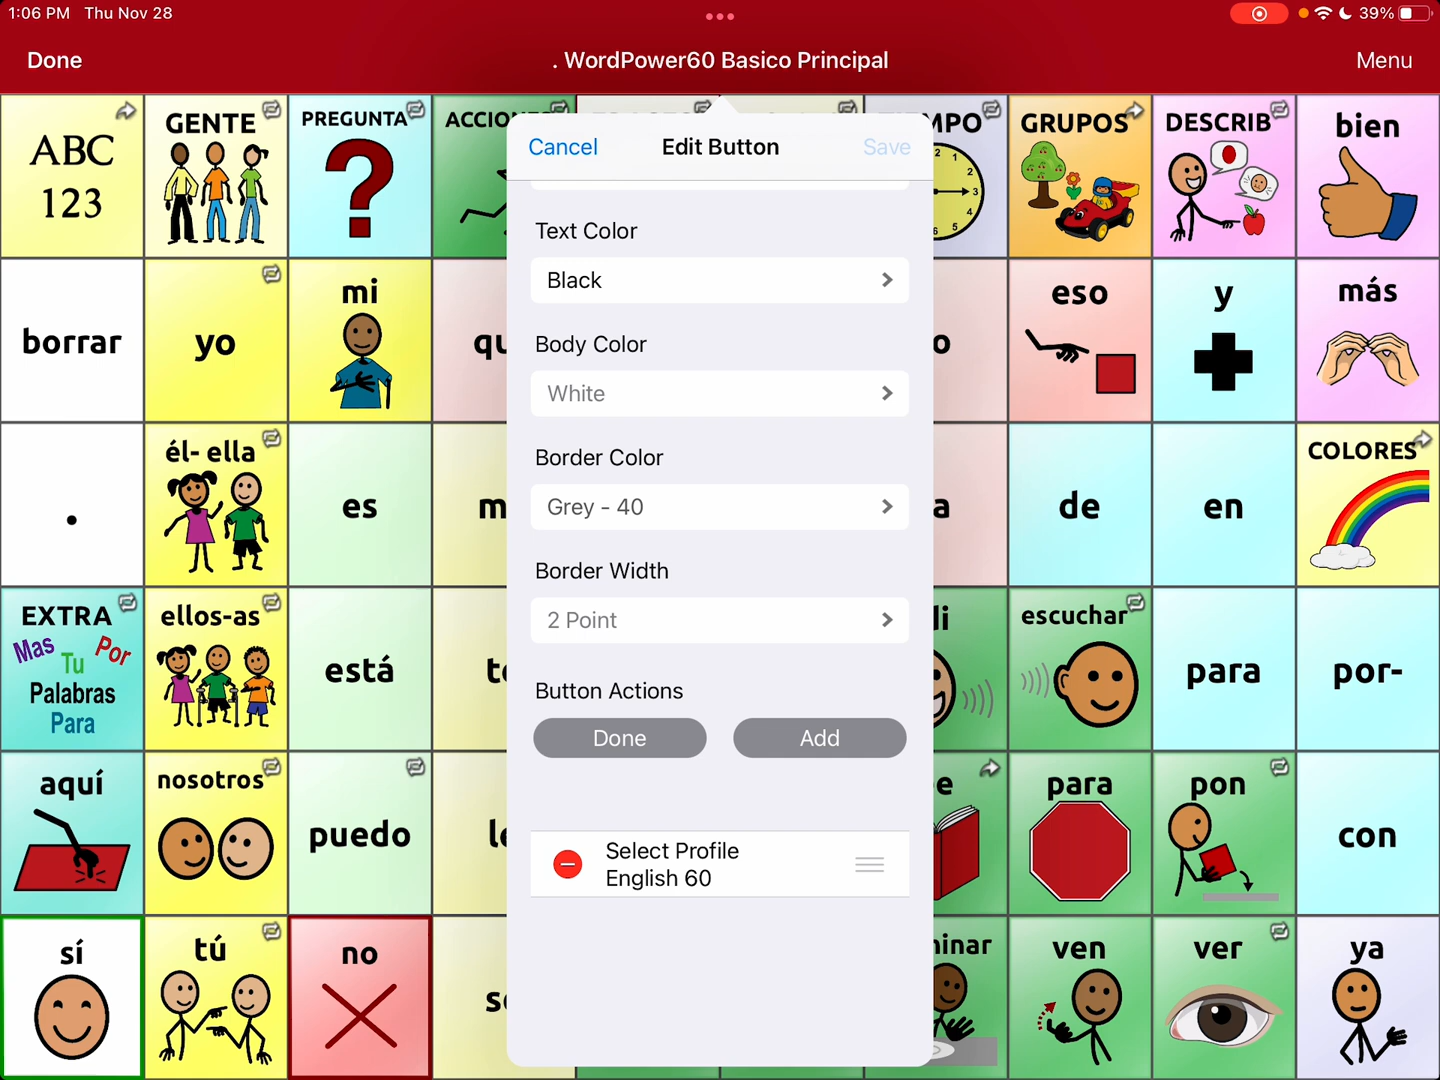 1:06 PM Thu Nov 28
39%
Done
. WordPower60 Basico Principal
Menu
ABC
123
GENTE
PREGUNTA
GRUPOS
DESCRIB
bien
Cancel
Edit Button
Save
Text Color
Black
Body Color
White
Border Color
Grey - 40
Border Width
2 Point
Button Actions
Done
Add
Select Profile
English 60
borrar
yo
mi
eso
y
más
.
él- ella
es
de
en
COLORES
EXTRA
Mas
Tu
Por
Palabras
Para
ellos-as
está
escuchar
para
por-
aquí
nosotros
puedo
para
pon
con
sí
tú
no
ven
ver
ya